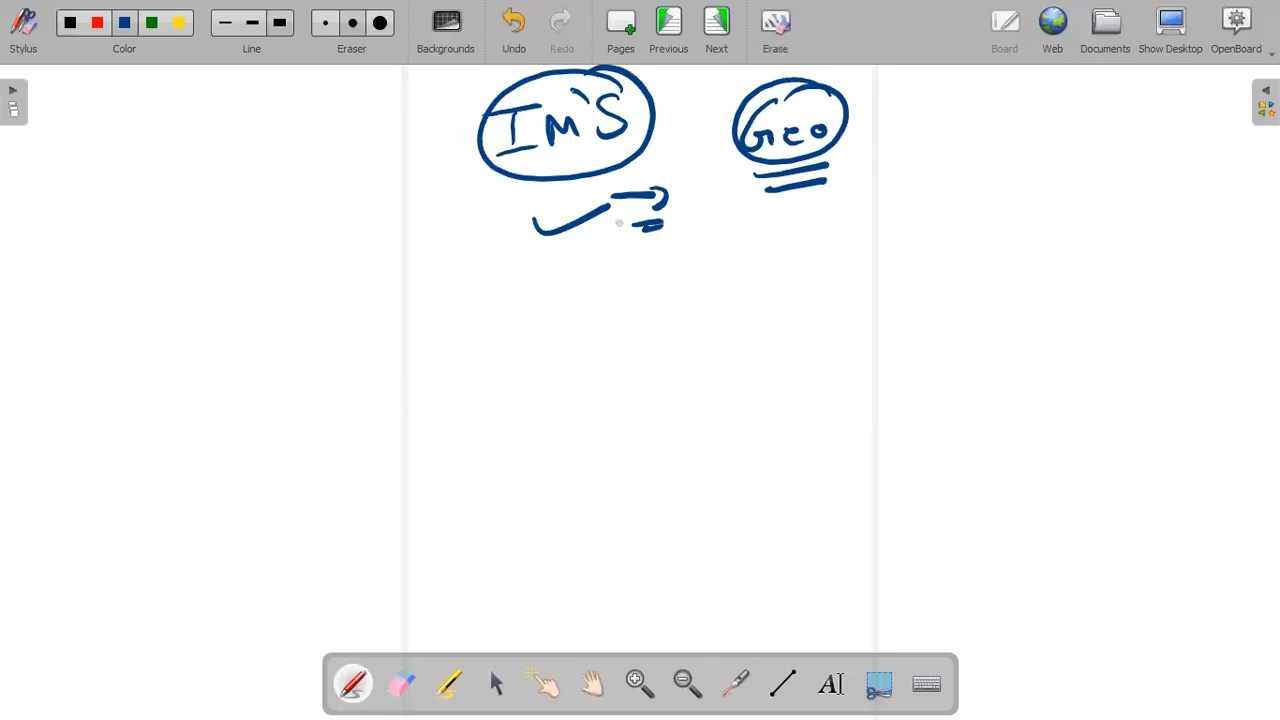 Stylus Color Line Eraser Backgrounds Undo Redo Pages Previous Next Erase Board Web Documents Show Desktop OpenBoard
IM'S Geo
AI